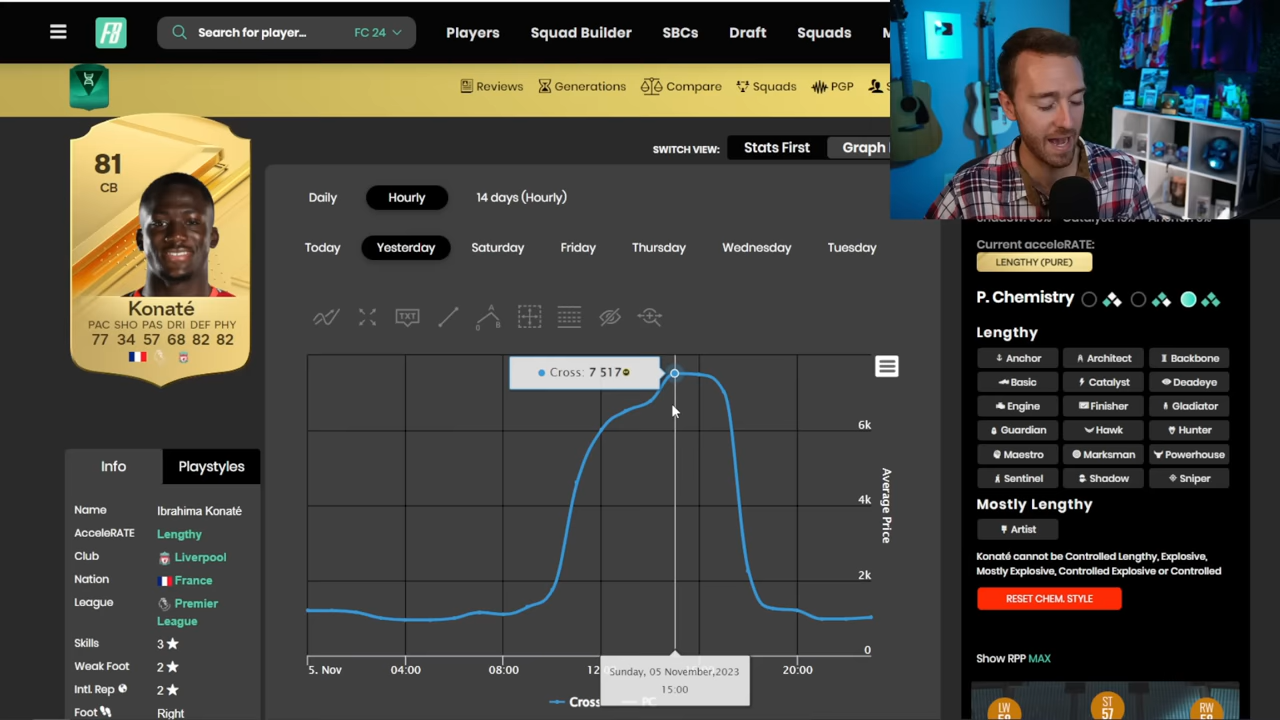 FB
Search for player...
FC 24
Players
Squad Builder
SBCs
Draft
Squads
Reviews
Generations
Compare
Squads
PGP
81
CB
Konaté
PAC SHO PAS DRI DEF PHY
77 34 57 68 82 82
SWITCH VIEW:
Stats First
Graph
Daily
Hourly
14 days (Hourly)
Today
Yesterday
Saturday
Friday
Thursday
Wednesday
Tuesday
TXT
Cross: 7 517
6k
4k
2k
0
Average Price
5. Nov
04:00
08:00
20:00
Sunday, 05 November,2023
15:00
Cross
PC
Info
Playstyles
Name Ibrahima Konaté
AcceleRATE Lengthy
Club Liverpool
Nation France
League Premier
League
Skills 3
Weak Foot 2
Intl. Rep 2
Foot Right
Current acceleRATE:
LENGTHY (PURE)
P. Chemistry
Lengthy
Anchor Architect Backbone
Basic Catalyst Deadeye
Engine Finisher Gladiator
Guardian Hawk Hunter
Maestro Marksman Powerhouse
Sentinel Shadow Sniper
Mostly Lengthy
Artist
Konaté cannot be Controlled Lengthy, Explosive,
Mostly Explosive, Controlled Explosive or Controlled
RESET CHEM. STYLE
Show RPP MAX
LW
ST
57
RW